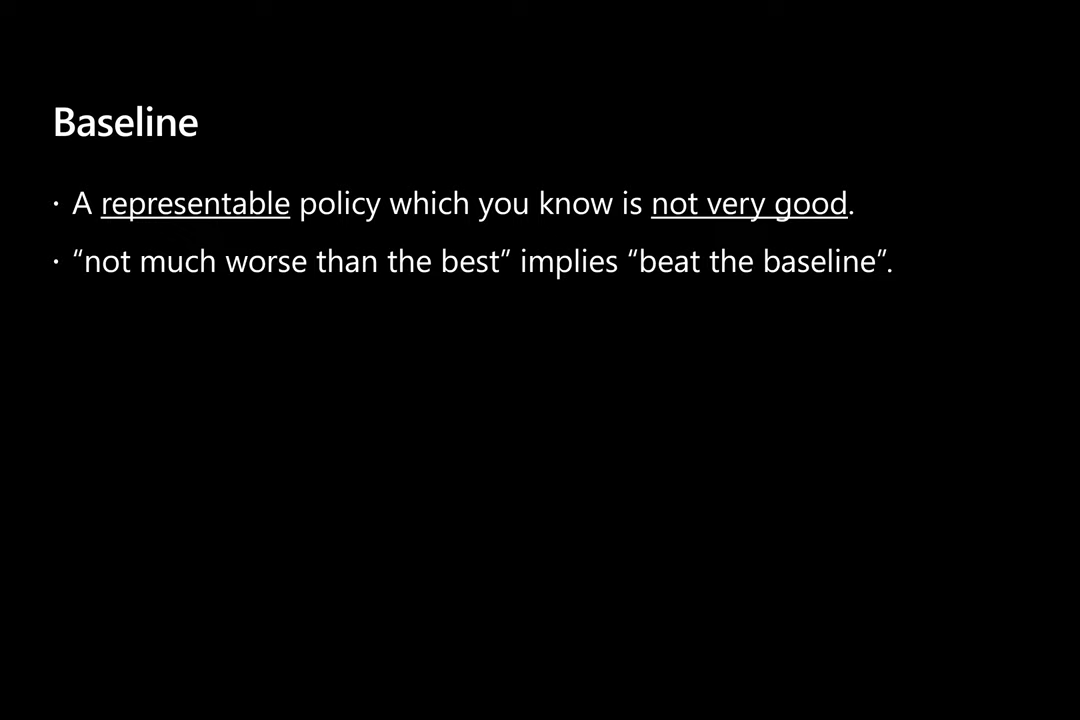 Baseline
· A representable policy which you know is not very good.
· “not much worse than the best” implies “beat the baseline”.